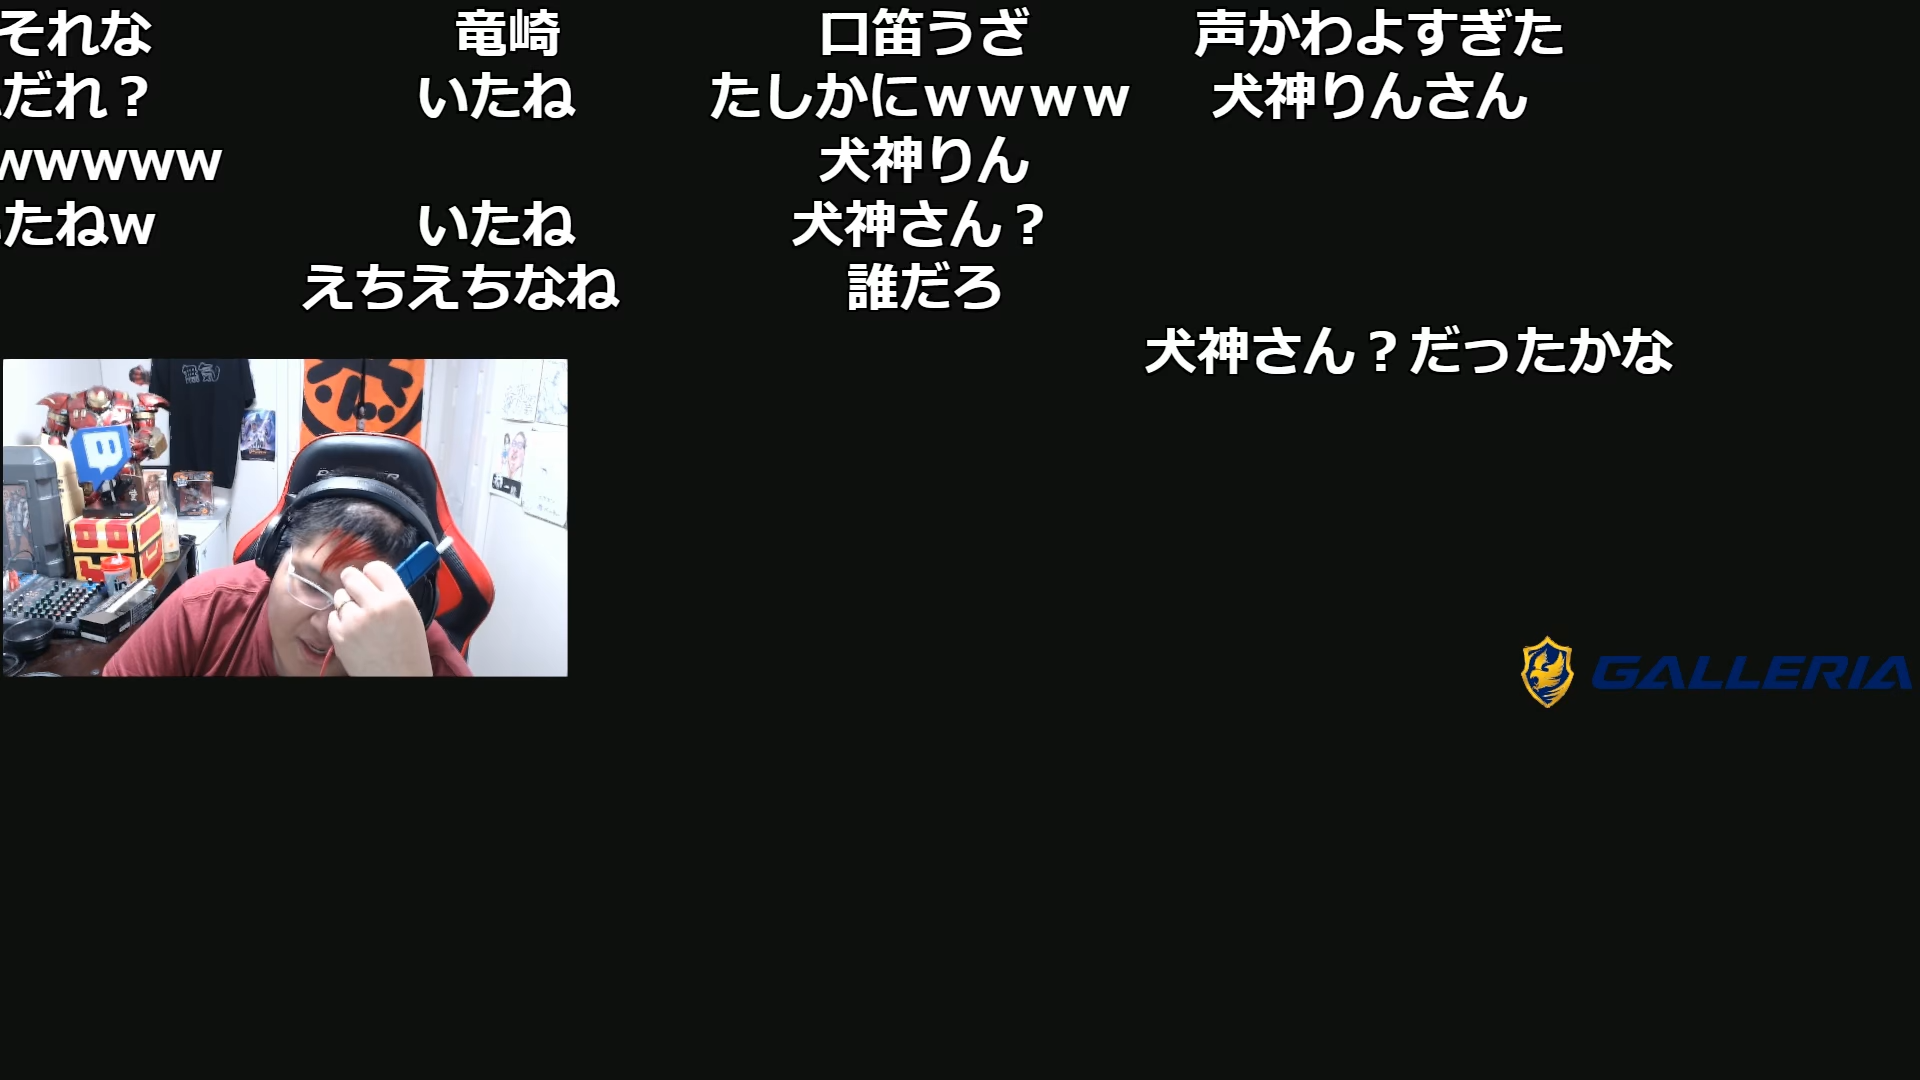 それな 竜崎 口笛うざ 声かわよすぎた
だれ？ いたね たしかにｗｗｗｗ 犬神りんさん
wwwww 犬神りん
たねw いたね 犬神さん？
えちえちなね 誰だろ
犬神さん？だったかな
無気
GALLERIA